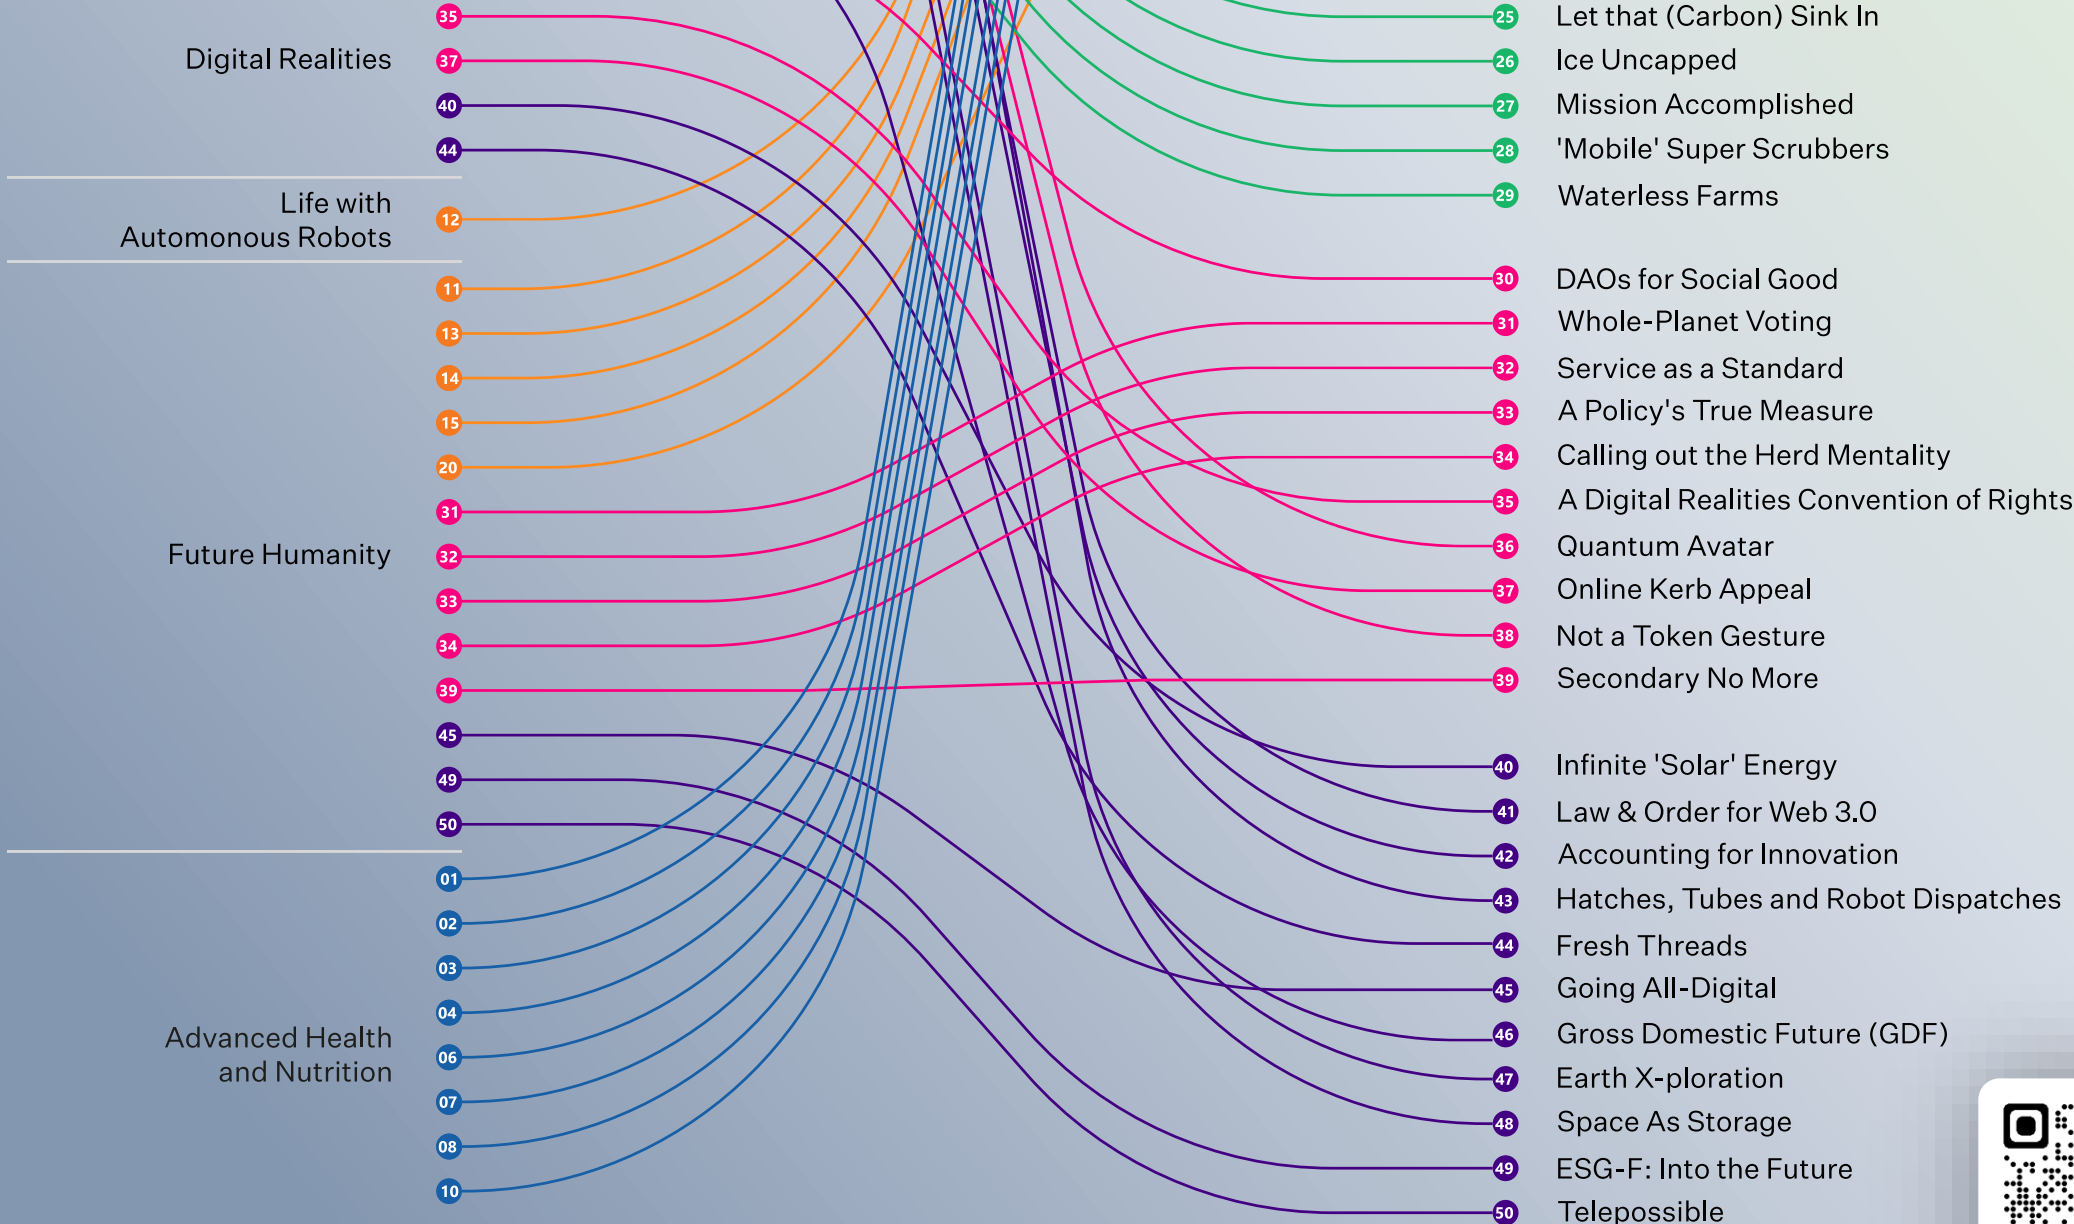 35
Digital Realities
37
40
44
Life with
Automonous Robots
12
11
13
14
15
20
31
Future Humanity
32
33
34
39
45
49
50
01
02
03
04
Advanced Health
and Nutrition
06
07
08
10
25 Let that (Carbon) Sink In
26 Ice Uncapped
27 Mission Accomplished
28 'Mobile' Super Scrubbers
29 Waterless Farms
30 DAOs for Social Good
31 Whole-Planet Voting
32 Service as a Standard
33 A Policy's True Measure
34 Calling out the Herd Mentality
35 A Digital Realities Convention of Rights
36 Quantum Avatar
37 Online Kerb Appeal
38 Not a Token Gesture
39 Secondary No More
40 Infinite 'Solar' Energy
41 Law & Order for Web 3.0
42 Accounting for Innovation
43 Hatches, Tubes and Robot Dispatches
44 Fresh Threads
45 Going All-Digital
46 Gross Domestic Future (GDF)
47 Earth X-ploration
48 Space As Storage
49 ESG-F: Into the Future
50 Telepossible